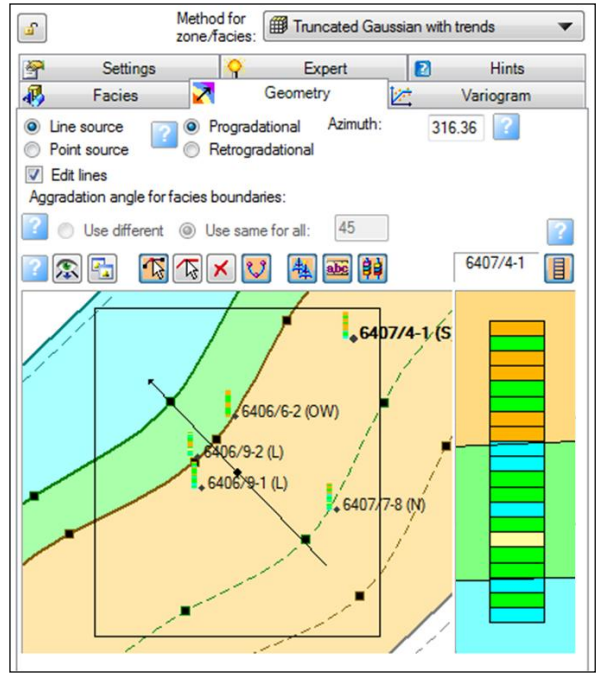 Method for zone/facies: Truncated Gaussian with trends
Settings Expert Hints
Facies Geometry Variogram
Line source Progradational Azimuth: 316.36
Point source Retrogradational
Edit lines
Aggradation angle for facies boundaries:
Use different Use same for all: 45
abc 6407/4-1
6407/4-1 (S
6406/6-2 (OW)
6406/9-2 (L)
6406/9-1 (L)
6407/7-8 (N)